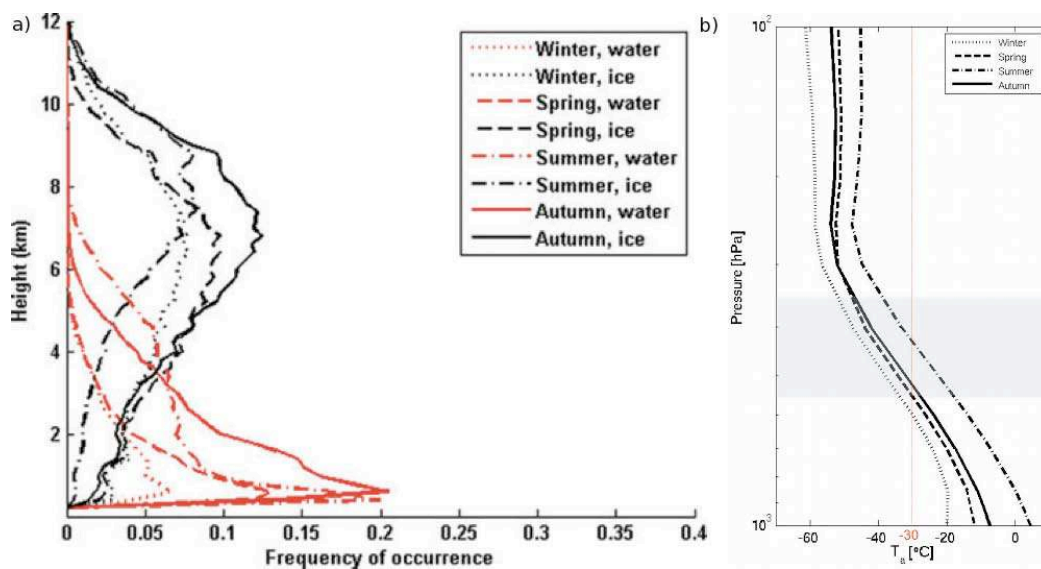 a)
12
10
8
6
4
2
0
Height (km)
0.05
0.1
0.15
0.2
0.25
0.3
0.35
0.4
Frequency of occurrence
Winter, water
Winter, ice
Spring, water
Spring, ice
Summer, water
Summer, ice
Autumn, water
Autumn, ice
b)
10²
10³
Pressure [hPa]
Winter
Spring
Summer
Autumn
-60
-40
-30
-20
0
Tₐ [°C]